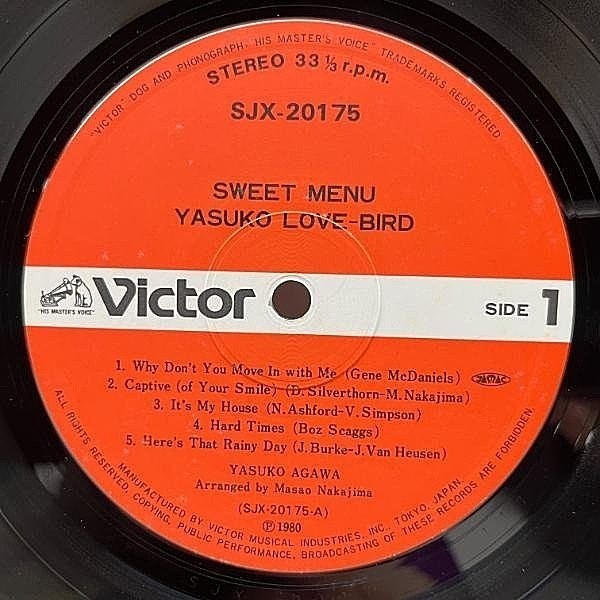 "VICTOR" DOG AND PHONOGRAPH, HIS MASTER'S VOICE" TRADEMARKS REGISTERED
STEREO 33 1/3 r.p.m.
SJX-20175
SWEET MENU
YASUKO LOVE-BIRD
"HIS MASTER'S VOICE"
Victor
SIDE 1
1. Why Don't You Move In with Me (Gene McDaniels)
2. Captive (of Your Smile) (D. Silverthorn-M. Nakajima)
3. It's My House (N. Ashford-V. Simpson)
4. Hard Times (Boz Scaggs)
5. Here's That Rainy Day (J. Burke-J. Van Heusen)
JASRAC
YASUKO AGAWA
Arranged by Masao Nakajima
(SJX-20175-A)
Ⓟ1980
MANUFACTURED BY VICTOR MUSICAL INDUSTRIES, INC., TOKYO, JAPAN
ALL RIGHTS RESERVED, COPYING, PUBLIC PERFORMANCE, BROADCASTING OF THESE RECORDS ARE FORBIDDEN.